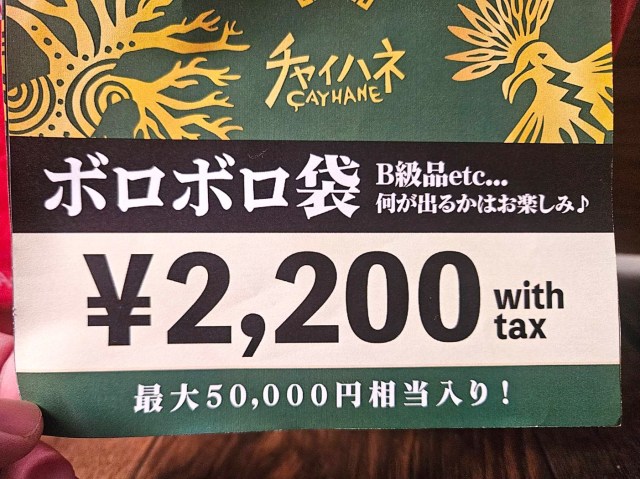 チャイハネ
ÇAYHANE
ボロボロ袋
B級品etc...
何が出るかはお楽しみ♪
¥2,200 with tax
最大50,000円相当入り!